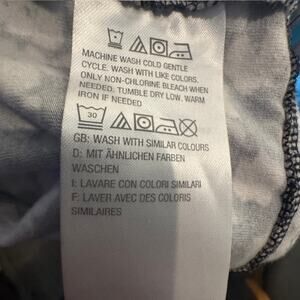 MACHINE WASH COLD GENTLE
CYCLE. WASH WITH LIKE COLORS.
ONLY NON-CHLORINE BLEACH WHEN
NEEDED. TUMBLE DRY LOW. WARM
IRON IF NEEDED
30
GB: WASH WITH SIMILAR COLOURS
D: MIT ÄHNLICHEN FARBEN
WASCHEN
I: LAVARE CON COLORI SIMILARI
F: LAVER AVEC DES COLORIS
SIMILAIRES